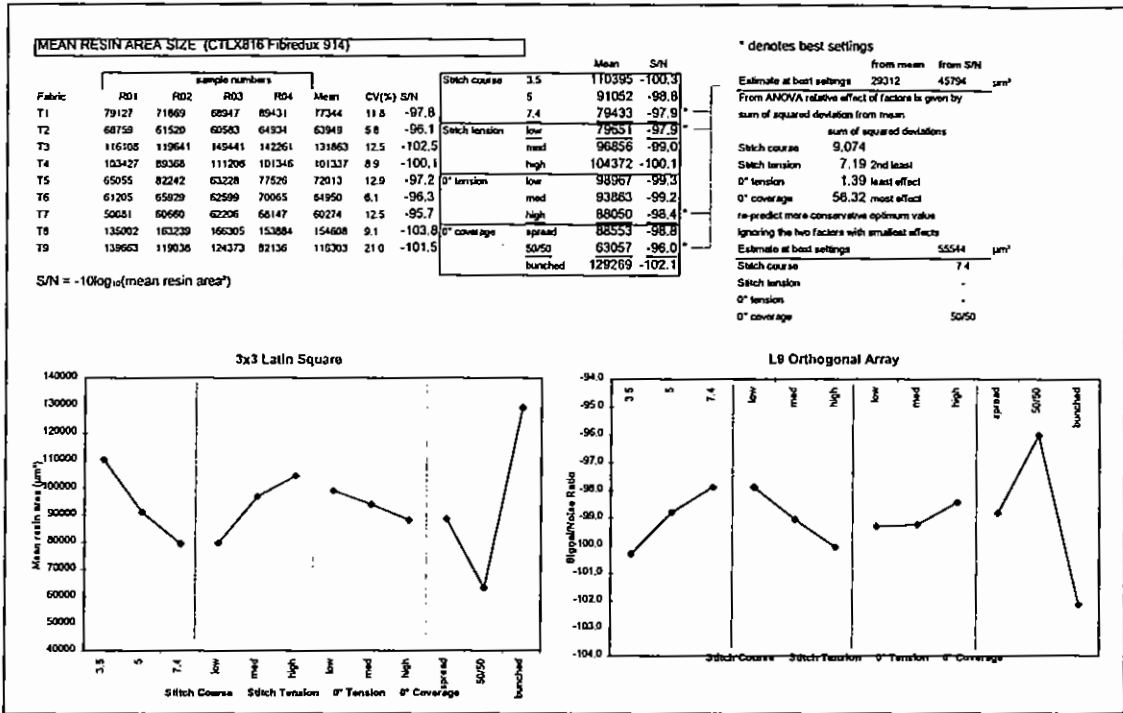 MEAN RESIN AREA SIZE (CTLX816 Fibredux 914)
sample numbers
Fabric R01 R02 R03 R04 Mean CV(%) S/N
T1 79127 71869 68947 89431 77344 11.8 -97.8
T2 68759 61520 60583 64934 63949 5.8 -96.1
T3 116108 119641 149441 142261 131863 12.5 -102.5
T4 103427 89368 111206 101346 101337 8.9 -100.1
T5 65055 82242 63228 77526 72013 12.9 -97.2
T6 61205 65929 62599 70065 64950 6.1 -96.3
T7 50081 60660 62206 68147 60274 12.5 -95.7
T8 135002 163239 166305 153884 154608 9.1 -103.8
T9 139663 119038 124373 82136 116303 21.0 -101.5
S/N = -10log₁₀(mean resin area²)
Mean S/N
Stitch course 3.5 110395 -100.3
5 91052 -98.8
7.4 79433 -97.9 *
Stitch tension low 79651 -97.9 *
med 96856 -99.0
high 104372 -100.1
0° tension low 98967 -99.3
med 93863 -99.2
high 88050 -98.4 *
0° coverage spread 88553 -98.8
50/50 63057 -96.0 *
bunched 129269 -102.1
* denotes best settings
from mean from S/N
Estimate at best settings 29312 45794 µm²
From ANOVA relative effect of factors is given by
sum of squared deviation from mean
sum of squared deviations
Stitch course 9.074
Stitch tension 7.19 2nd least
0° tension 1.39 least effect
0° coverage 56.32 most effect
re-predict more conservative optimum value
ignoring the two factors with smallest effects
Estimate at best settings 55544 µm²
Stitch course 7.4
Stitch tension -
0° tension -
0° coverage 50/50
3x3 Latin Square
Mean resin area (µm²)
140000
130000
120000
110000
100000
90000
80000
70000
60000
50000
40000
3.5 5 7.4 low med high low med high spread 50/50 bunched
Stitch Course Stitch Tension 0° Tension 0° Coverage
L9 Orthogonal Array
Signal/Noise Ratio
-94.0
-95.0
-96.0
-97.0
-98.0
-99.0
-100.0
-101.0
-102.0
-103.0
-104.0
3.5 5 7.4 low med high low med high spread 50/50 bunched
Stitch Course Stitch Tension 0° Tension 0° Coverage